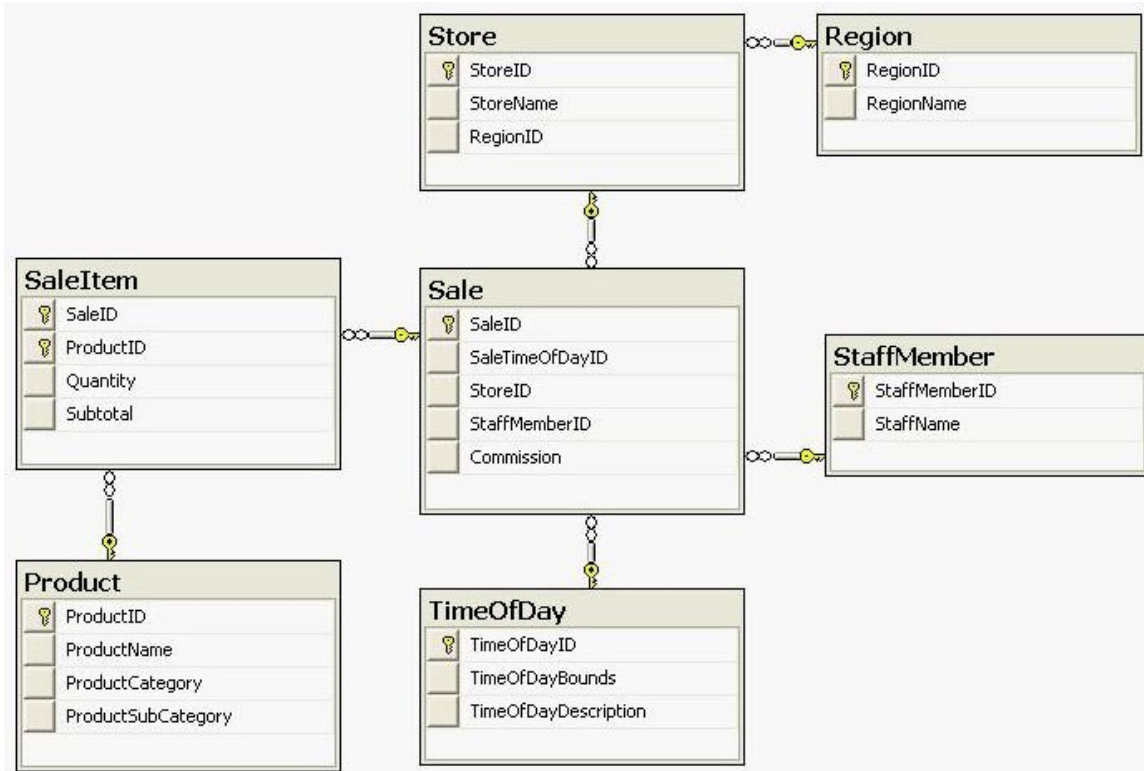 Store
StoreID
StoreName
RegionID
Region
RegionID
RegionName
SaleItem
SaleID
ProductID
Quantity
Subtotal
Sale
SaleID
SaleTimeOfDayID
StoreID
StaffMemberID
Commission
StaffMember
StaffMemberID
StaffName
Product
ProductID
ProductName
ProductCategory
ProductSubCategory
TimeOfDay
TimeOfDayID
TimeOfDayBounds
TimeOfDayDescription